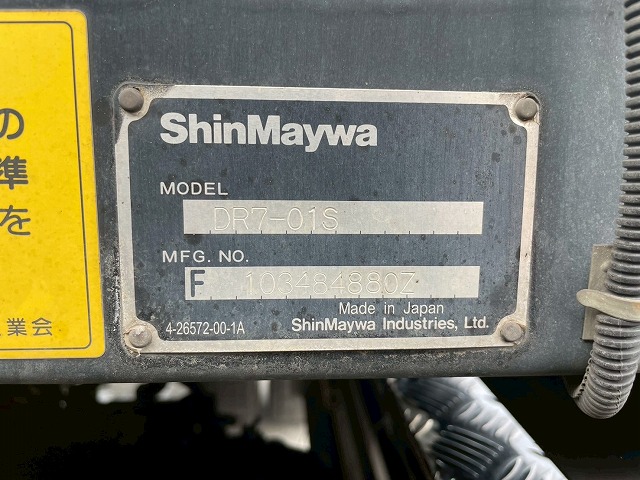 の
準
を
業会
ShinMaywa
MODEL
DR7-01S
MFG. NO.
F 103484880Z
Made in Japan
4-26572-00-1A
ShinMaywa Industries, Ltd.